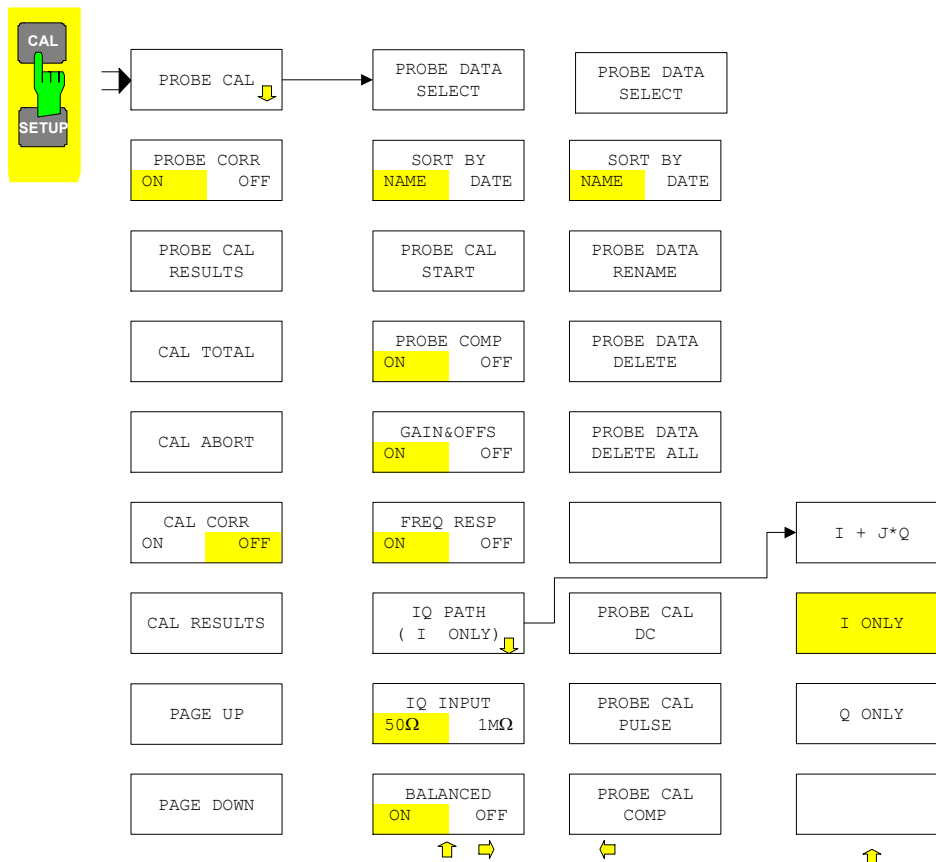 CAL
SETUP
PROBE CAL
PROBE CORR
ON OFF
PROBE CAL
RESULTS
CAL TOTAL
CAL ABORT
CAL CORR
ON OFF
CAL RESULTS
PAGE UP
PAGE DOWN
PROBE DATA
SELECT
SORT BY
NAME DATE
PROBE CAL
START
PROBE COMP
ON OFF
GAIN&OFFS
ON OFF
FREQ RESP
ON OFF
IQ PATH
( I ONLY)
IQ INPUT
50Ω 1MΩ
BALANCED
ON OFF
PROBE DATA
SELECT
SORT BY
NAME DATE
PROBE DATA
RENAME
PROBE DATA
DELETE
PROBE DATA
DELETE ALL
PROBE CAL
DC
PROBE CAL
PULSE
PROBE CAL
COMP
I + J*Q
I ONLY
Q ONLY